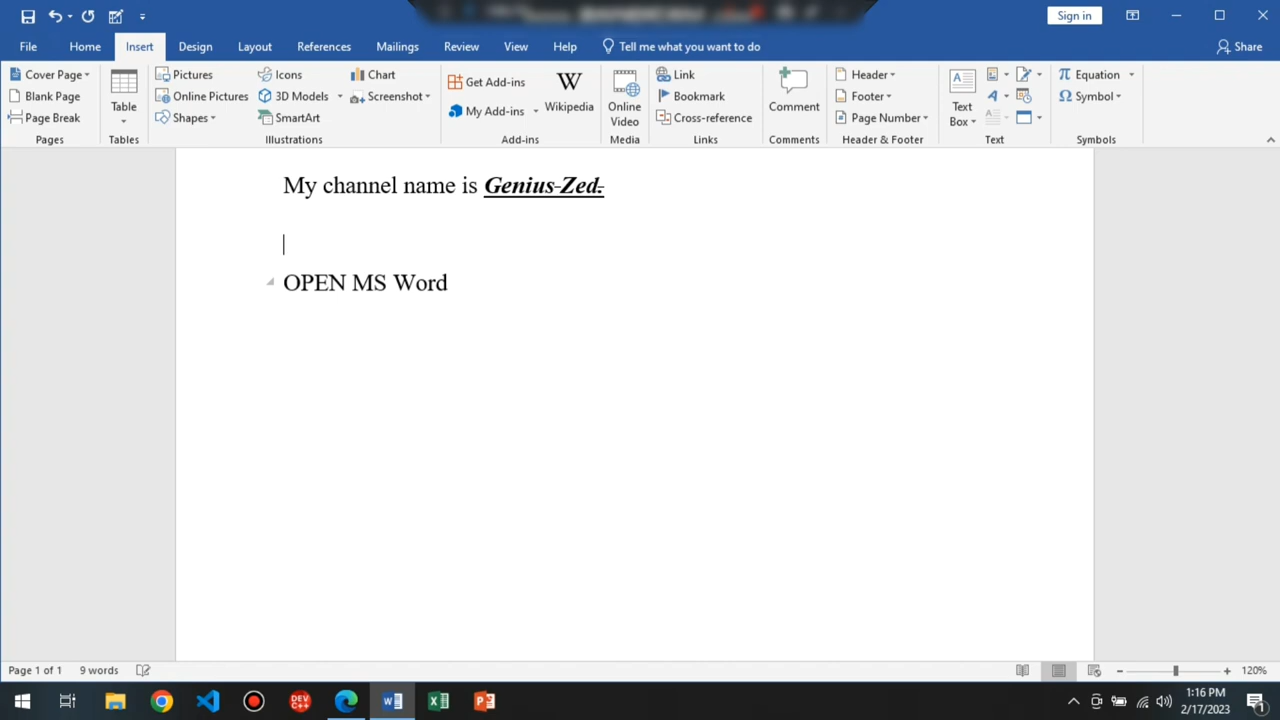 Sign in
File Home Insert Design Layout References Mailings Review View Help Tell me what you want to do Share
Cover Page Pictures Icons Chart Get Add-ins Link Header Equation
Blank Page Online Pictures 3D Models Screenshot My Add-ins Bookmark Footer Symbol
Page Break Table Shapes SmartArt Wikipedia Online Video Cross-reference Comment Page Number Text Box
Pages Tables Illustrations Add-ins Media Links Comments Header & Footer Text Symbols
My channel name is Genius-Zed.
OPEN MS Word
Page 1 of 1 9 words 120%
DEV C++
1:16 PM
2/17/2023
1